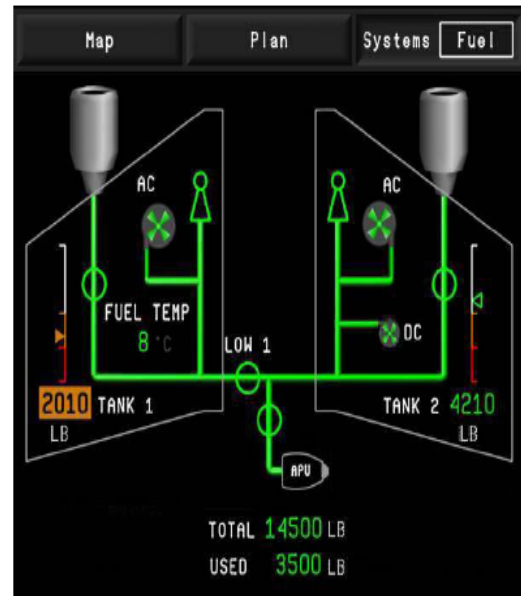 Map Plan Systems Fuel
AC AC
FUEL TEMP
8 °C
LOW 1
DC
2010 TANK 1
LB
TANK 2 4210
LB
APU
TOTAL 14500 LB
USED 3500 LB